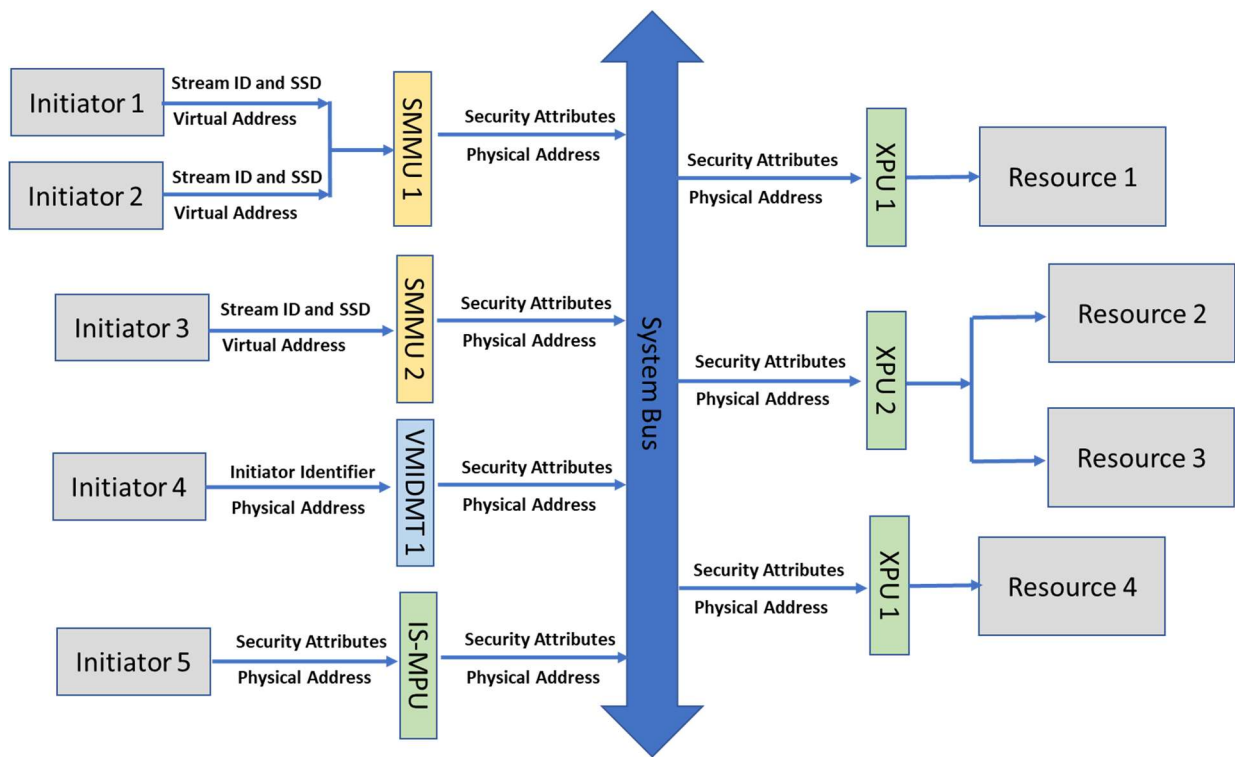 Initiator 1
Stream ID and SSD
Virtual Address
Initiator 2
Stream ID and SSD
Virtual Address
SMMU 1
Security Attributes
Physical Address
Initiator 3
Stream ID and SSD
Virtual Address
SMMU 2
Security Attributes
Physical Address
Initiator 4
Initiator Identifier
Physical Address
VMIDMT 1
Security Attributes
Physical Address
Initiator 5
Security Attributes
Physical Address
IS-MPU
Security Attributes
Physical Address
System Bus
Security Attributes
Physical Address
XPU 1
Resource 1
Security Attributes
Physical Address
XPU 2
Resource 2
Resource 3
Security Attributes
Physical Address
XPU 1
Resource 4